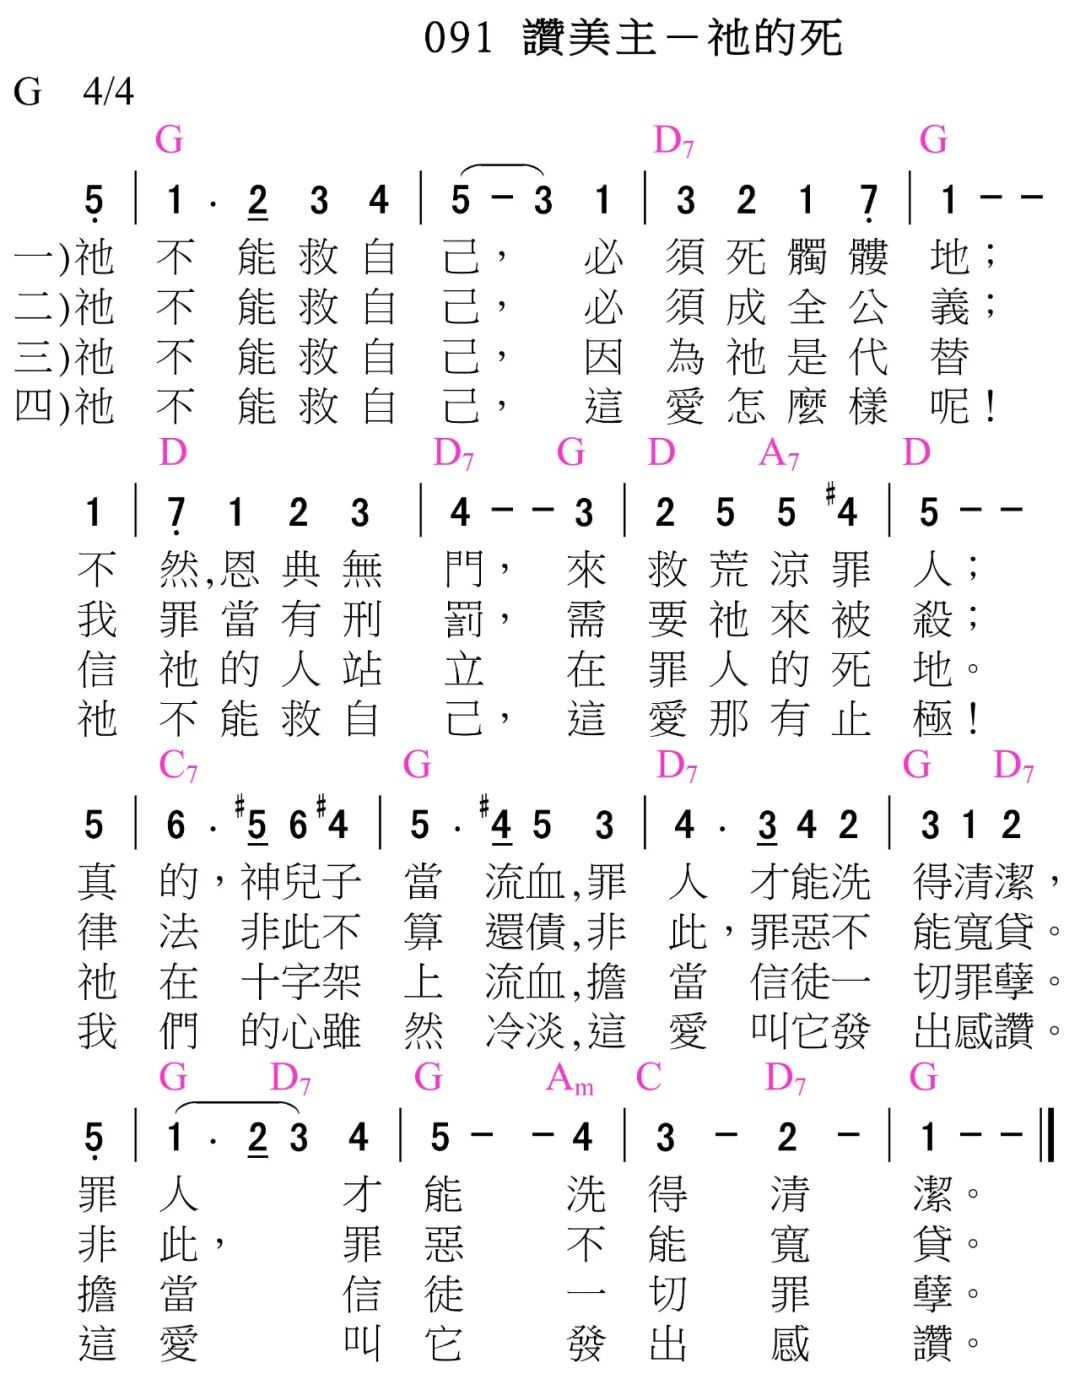 091 讚美主－祂的死
G 4/4
G D7 G
5̣ | 1 . 2 3 4 | 5 － 3 1 | 3 2 1 7̣ | 1 － －
一)祂 不 能 救 自 己， 必 須 死 髑 髏 地；
二)祂 不 能 救 自 己， 必 須 成 全 公 義；
三)祂 不 能 救 自 己， 因 為 祂 是 代 替
四)祂 不 能 救 自 己， 這 愛 怎 麼 樣 呢！
D D7 G D A7 D
1 | 7̣ 1 2 3 | 4 － － 3 | 2 5 5 #4 | 5 － －
不 然,恩 典 無 門， 來 救 荒 涼 罪 人；
我 罪 當 有 刑 罰， 需 要 祂 來 被 殺；
信 祂 的 人 站 立 在 罪 人 的 死 地。
祂 不 能 救 自 己， 這 愛 那 有 止 極！
C7 G D7 G D7
5 | 6 . #5 6 #4 | 5 . #4 5 3 | 4 . 3 4 2 | 3 1 2
真 的，神兒子 當 流血,罪 人 才能洗 得清潔，
律 法 非此不 算 還債,非 此，罪惡不 能寬貸。
祂 在 十字架 上 流血,擔 當 信徒一 切罪孽。
我 們 的心雖 然 冷淡,這 愛 叫它發 出感讚。
G D7 G Am C D7 G
5̣ | 1 . 2 3 4 | 5 － － 4 | 3 － 2 － | 1 － － ‖
罪 人 才 能 洗 得 清 潔。
非 此， 罪 惡 不 能 寬 貸。
擔 當 信 徒 一 切 罪 孽。
這 愛 叫 它 發 出 感 讚。